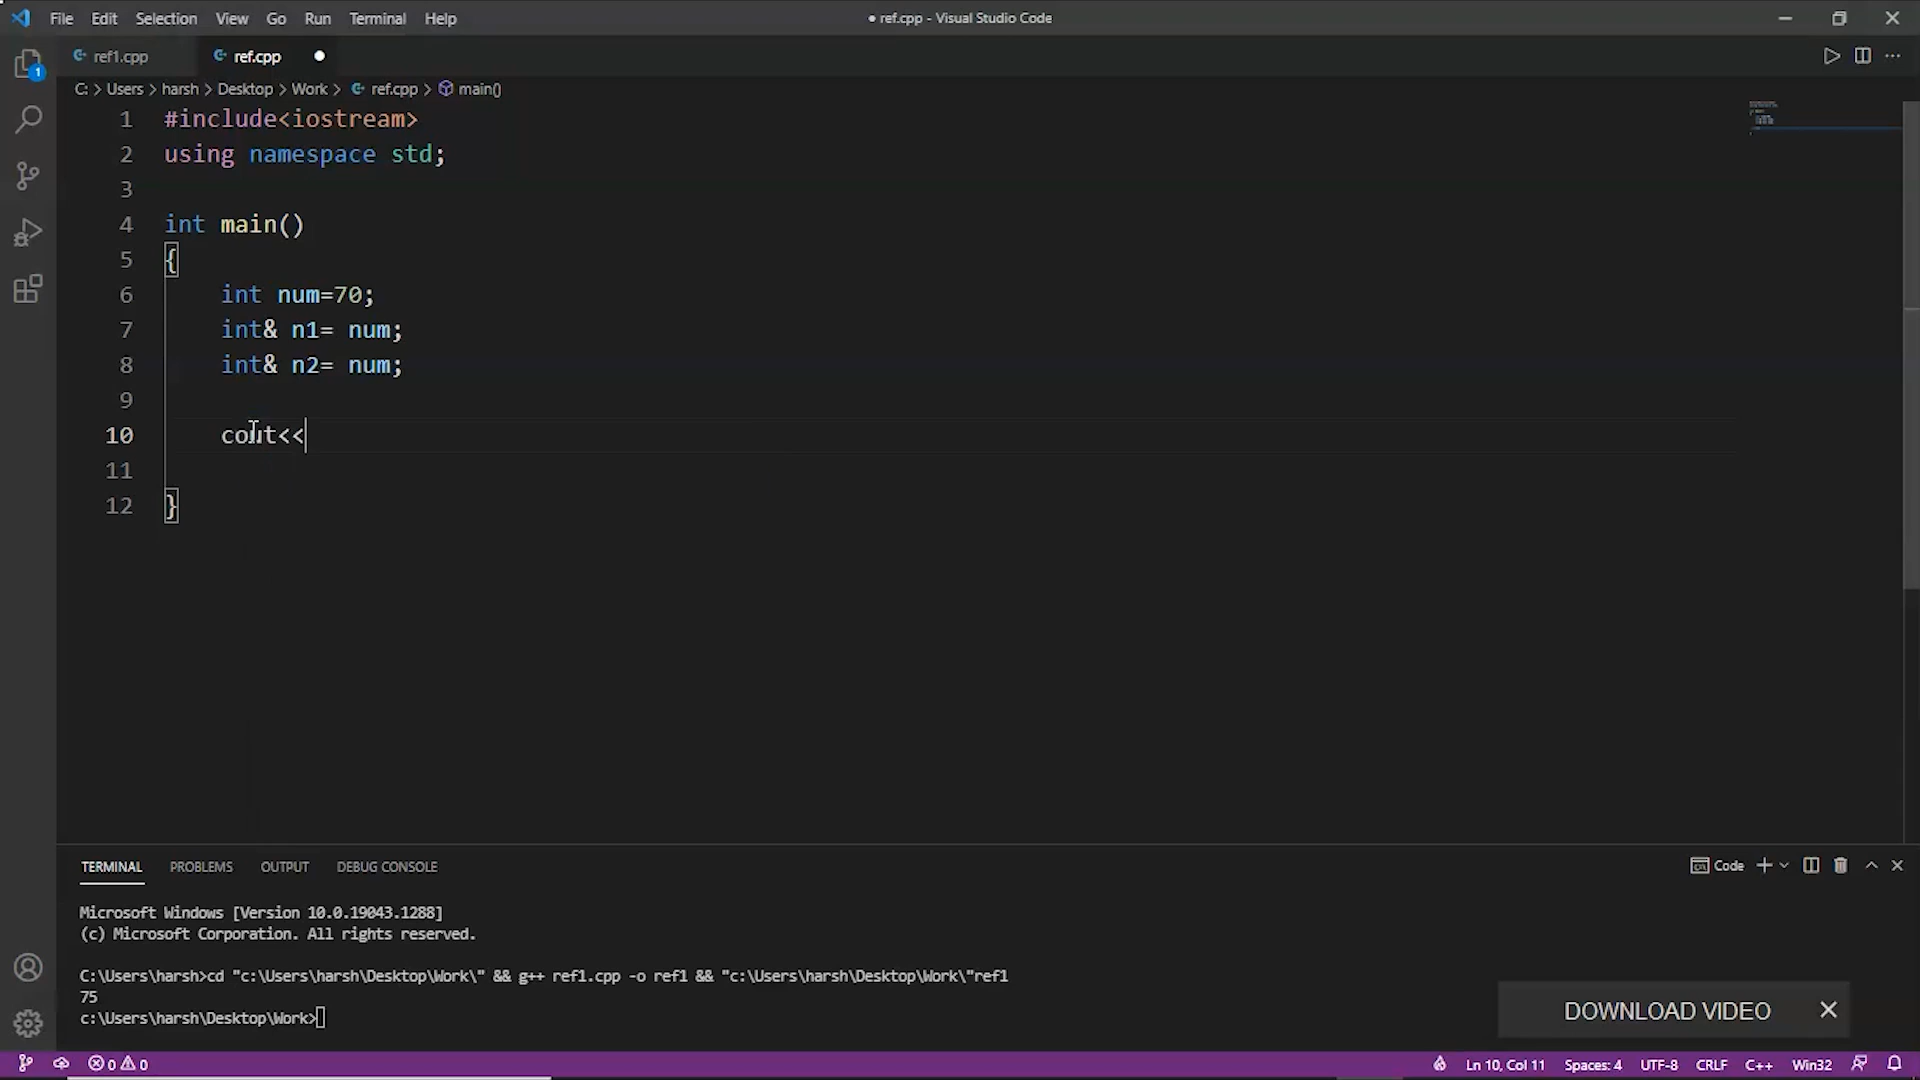 File Edit Selection View Go Run Terminal Help
● ref.cpp - Visual Studio Code
ref1.cpp ref.cpp
C: > Users > harsh > Desktop > Work > ref.cpp > main()
1 #include<iostream>
2 using namespace std;
3
4 int main()
5 {
6 int num=70;
7 int& n1= num;
8 int& n2= num;
9
10 cout<<
11
12 }
TERMINAL PROBLEMS OUTPUT DEBUG CONSOLE
Code
Microsoft Windows [Version 10.0.19043.1288]
(c) Microsoft Corporation. All rights reserved.
C:\Users\harsh>cd "c:\Users\harsh\Desktop\Work\" && g++ ref1.cpp -o ref1 && "c:\Users\harsh\Desktop\Work\"ref1
75
c:\Users\harsh\Desktop\Work>
DOWNLOAD VIDEO
0 0 Ln 10, Col 11 Spaces: 4 UTF-8 CRLF C++ Win32
1